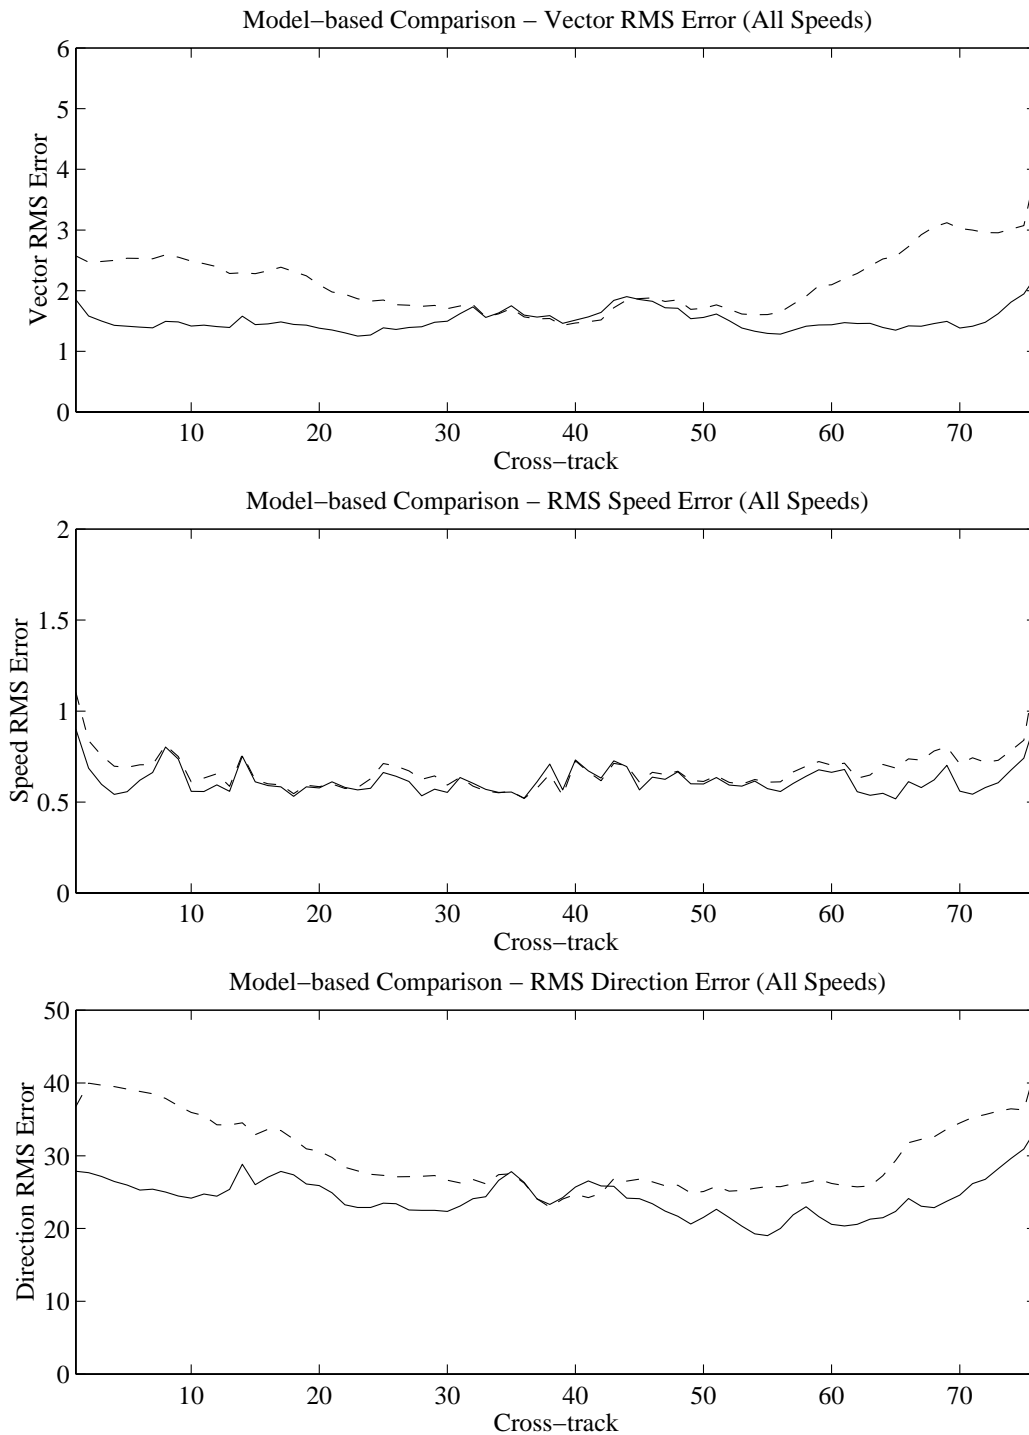 Model−based Comparison − Vector RMS Error (All Speeds)
6
5
4
3
2
1
0
Vector RMS Error
10 20 30 40 50 60 70
Cross−track
Model−based Comparison − RMS Speed Error (All Speeds)
2
1.5
1
0.5
0
Speed RMS Error
10 20 30 40 50 60 70
Cross−track
Model−based Comparison − RMS Direction Error (All Speeds)
50
40
30
20
10
0
Direction RMS Error
10 20 30 40 50 60 70
Cross−track